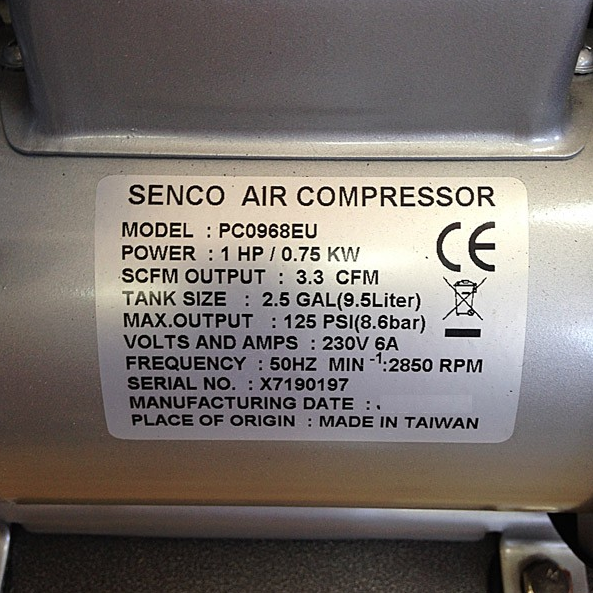 SENCO AIR COMPRESSOR
MODEL : PC0968EU
POWER : 1 HP / 0.75 KW
SCFM OUTPUT : 3.3 CFM
TANK SIZE : 2.5 GAL(9.5Liter)
MAX.OUTPUT : 125 PSI(8.6bar)
VOLTS AND AMPS : 230V 6A
FREQUENCY : 50HZ MIN⁻¹:2850 RPM
SERIAL NO. : X7190197
MANUFACTURING DATE :
PLACE OF ORIGIN : MADE IN TAIWAN
CE